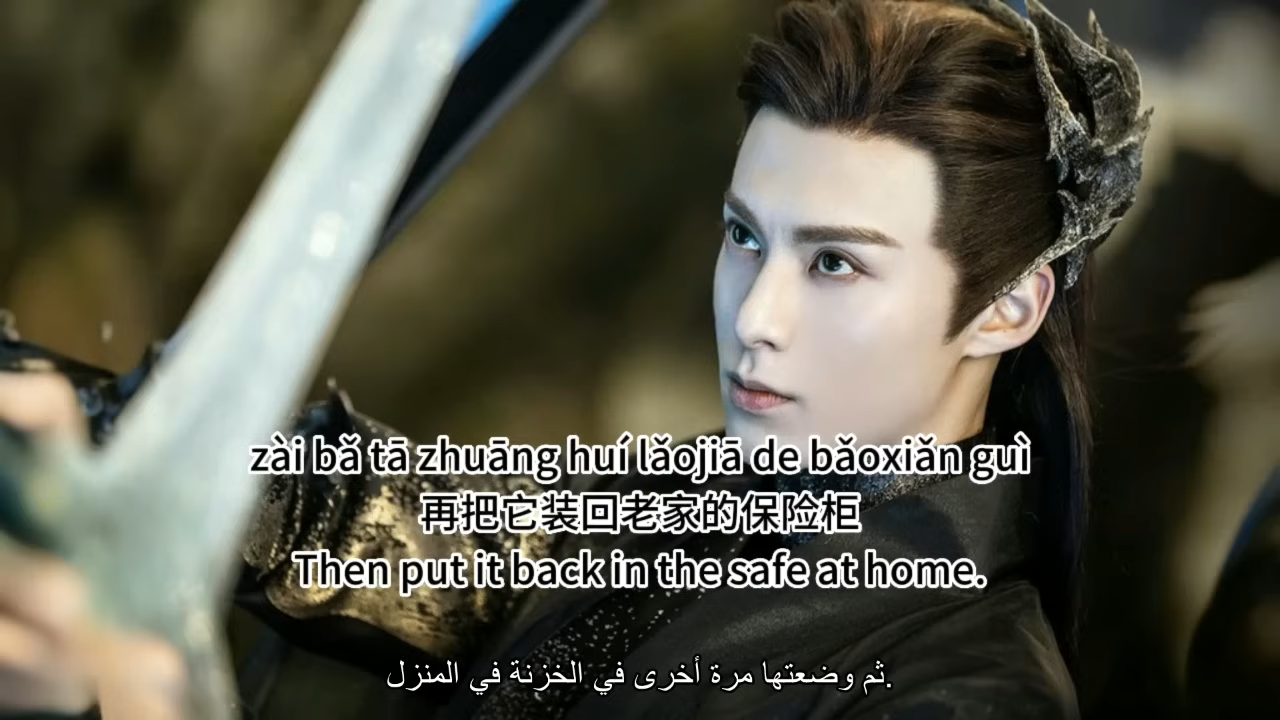 zài bǎ tā zhuāng huí lǎojiā de bǎoxiǎn guì
再把它装回老家的保险柜
Then put it back in the safe at home.
ثم وضعتها مرة أخرى في الخزنة في المنزل.